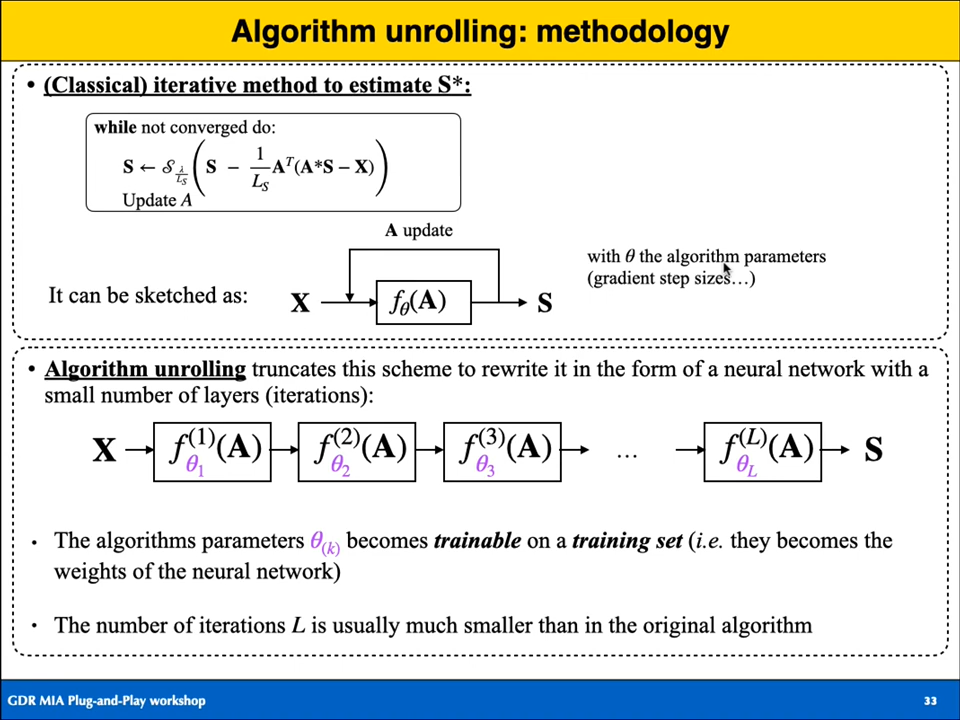 Algorithm unrolling: methodology
• (Classical) iterative method to estimate S*:
while not converged do:
S ← 𝒮_{λ/L_S}(S − 1/L_S Aᵀ(A*S − X))
Update A
A update
with θ the algorithm parameters
(gradient step sizes…)
It can be sketched as:
X f_θ(A) S
• Algorithm unrolling truncates this scheme to rewrite it in the form of a neural network with a
small number of layers (iterations):
X f^{(1)}_{θ_1}(A) f^{(2)}_{θ_2}(A) f^{(3)}_{θ_3}(A) … f^{(L)}_{θ_L}(A) S
• The algorithms parameters θ_{(k)} becomes trainable on a training set (i.e. they becomes the
weights of the neural network)
• The number of iterations L is usually much smaller than in the original algorithm
GDR MIA Plug-and-Play workshop
33